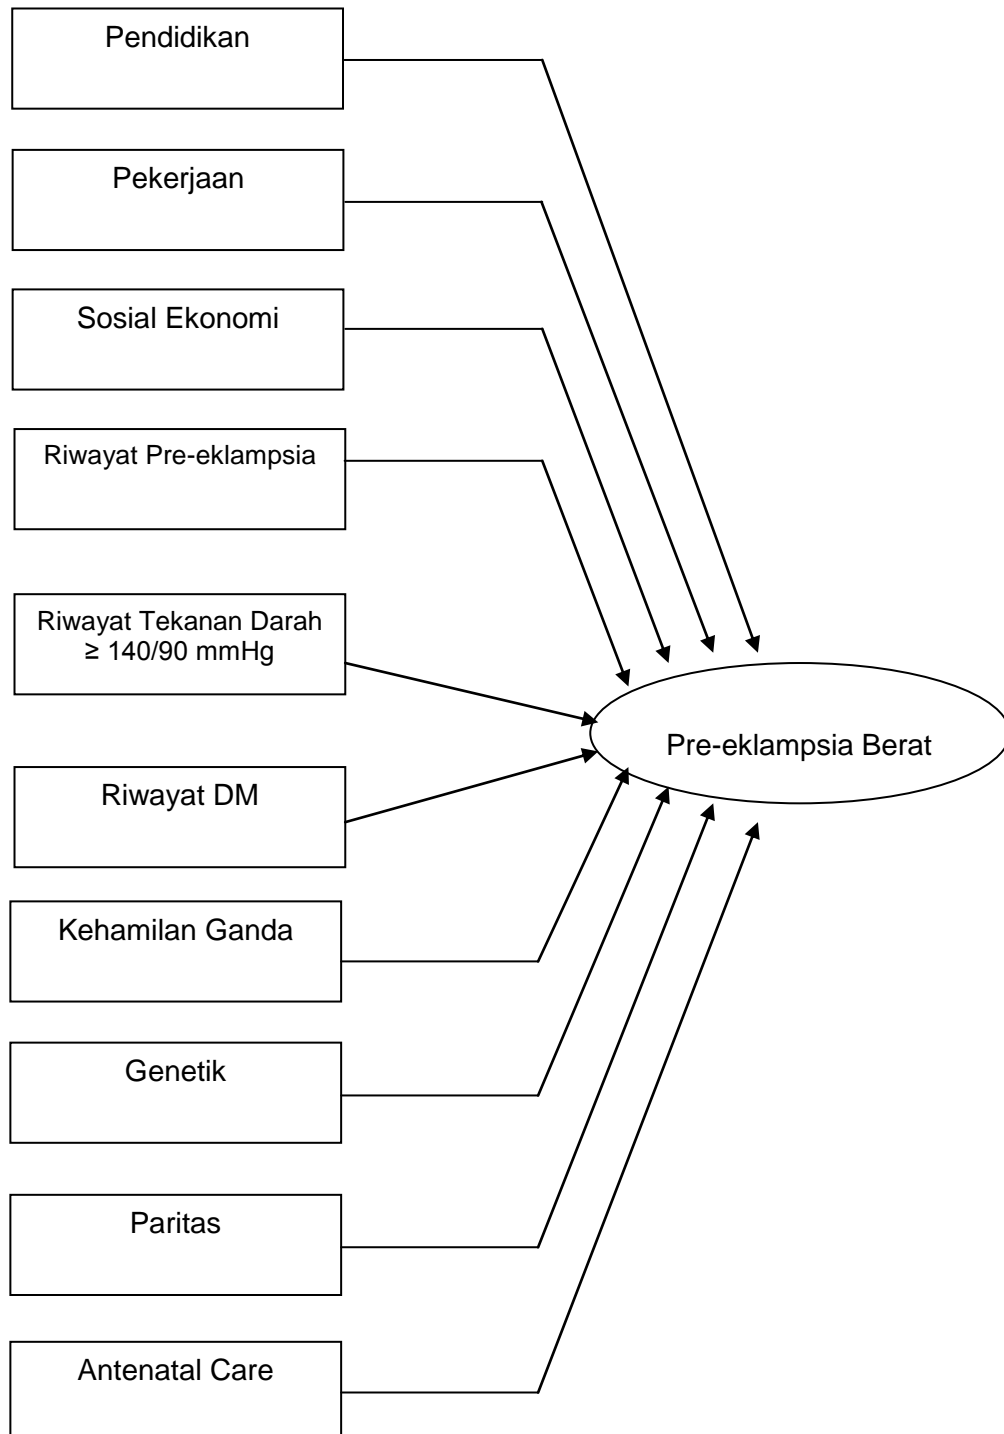 Pendidikan
Pekerjaan
Sosial Ekonomi
Riwayat Pre-eklampsia
Riwayat Tekanan Darah
≥ 140/90 mmHg
Pre-eklampsia Berat
Riwayat DM
Kehamilan Ganda
Genetik
Paritas
Antenatal Care